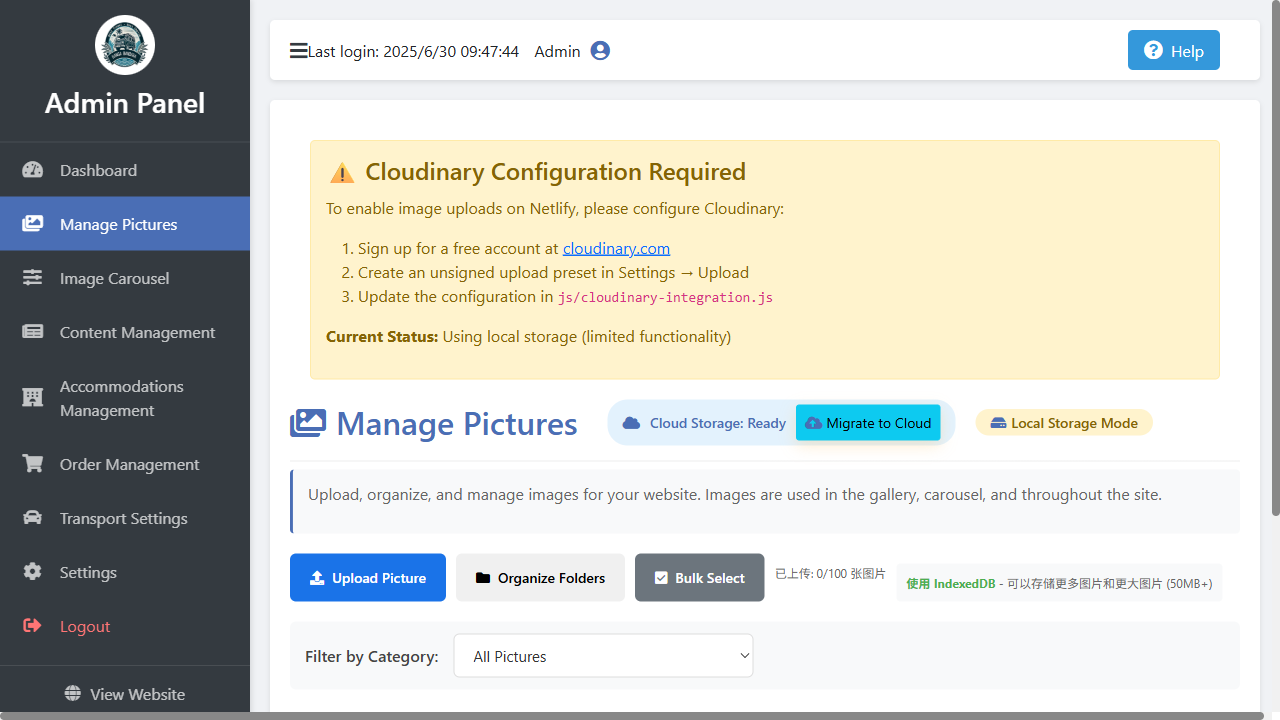 Admin Panel
Dashboard
Manage Pictures
Image Carousel
Content Management
Accommodations
Management
Order Management
Transport Settings
Settings
Logout
View Website
Last login: 2025/6/30 09:47:44 Admin
Help
Cloudinary Configuration Required
To enable image uploads on Netlify, please configure Cloudinary:
1. Sign up for a free account at cloudinary.com
2. Create an unsigned upload preset in Settings → Upload
3. Update the configuration in js/cloudinary-integration.js
Current Status: Using local storage (limited functionality)
Manage Pictures
Cloud Storage: Ready
Migrate to Cloud
Local Storage Mode
Upload, organize, and manage images for your website. Images are used in the gallery, carousel, and throughout the site.
Upload Picture
Organize Folders
Bulk Select
已上传: 0/100 张图片
使用 IndexedDB - 可以存储更多图片和更大图片 (50MB+)
Filter by Category:
All Pictures